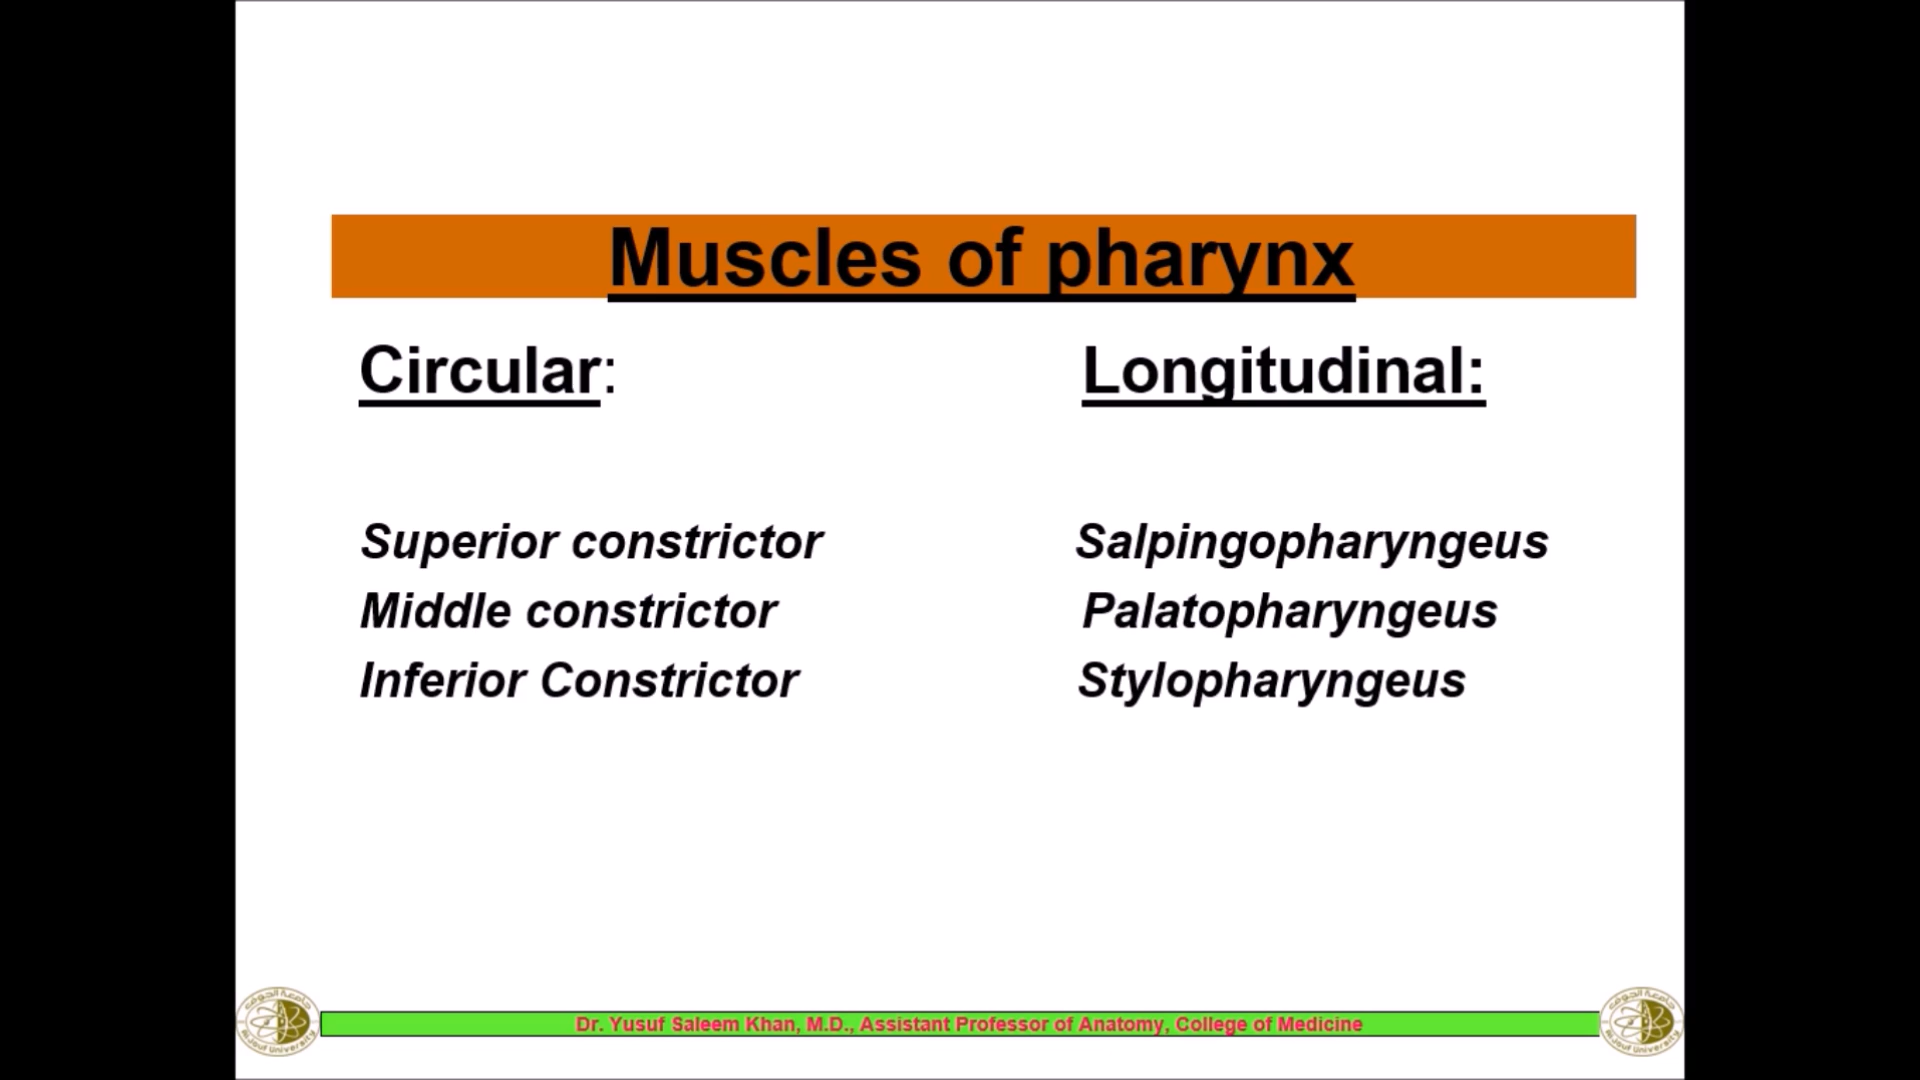 Muscles of pharynx
Circular:
Longitudinal:
Superior constrictor
Salpingopharyngeus
Middle constrictor
Palatopharyngeus
Inferior Constrictor
Stylopharyngeus
Dr. Yusuf Saleem Khan, M.D., Assistant Professor of Anatomy, College of Medicine